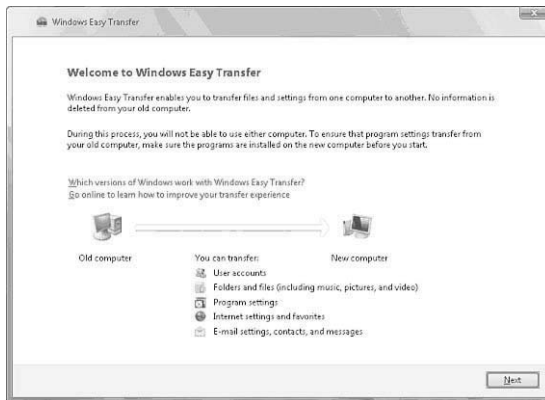 Windows Easy Transfer
Welcome to Windows Easy Transfer
Windows Easy Transfer enables you to transfer files and settings from one computer to another. No information is
deleted from your old computer.
During this process, you will not be able to use either computer. To ensure that program settings transfer from
your old computer, make sure the programs are installed on the new computer before you start.
Which versions of Windows work with Windows Easy Transfer?
Go online to learn how to improve your transfer experience
Old computer
You can transfer:
New computer
User accounts
Folders and files (including music, pictures, and video)
Program settings
Internet settings and favorites
E-mail settings, contacts, and messages
Next